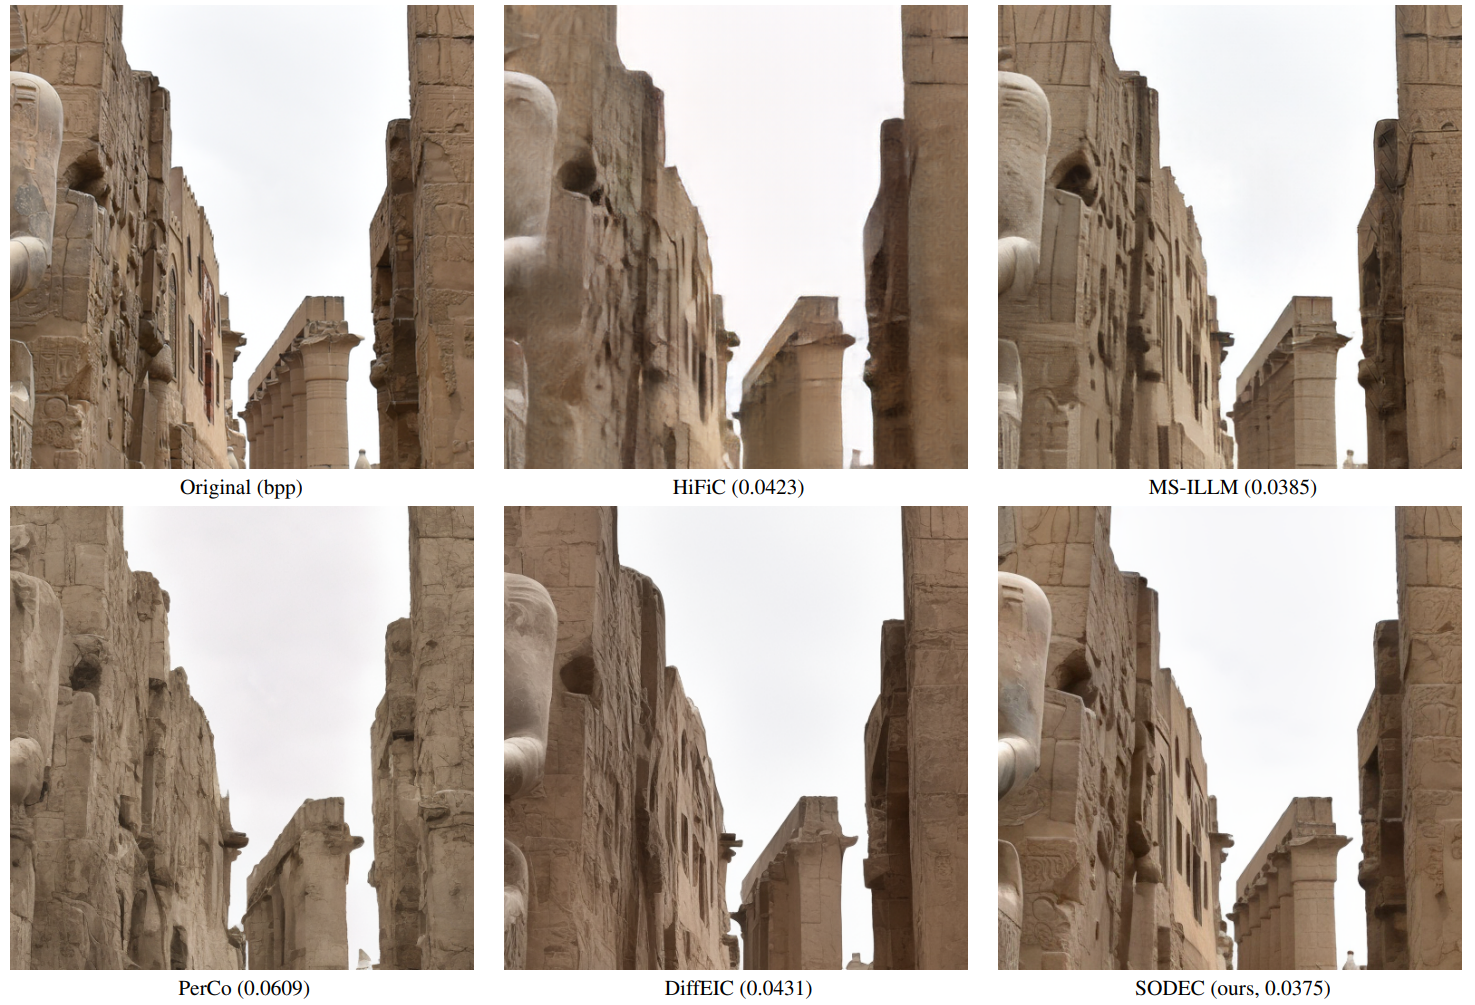 Original (bpp)
HiFiC (0.0423)
MS-ILLM (0.0385)
PerCo (0.0609)
DiffEIC (0.0431)
SODEC (ours, 0.0375)